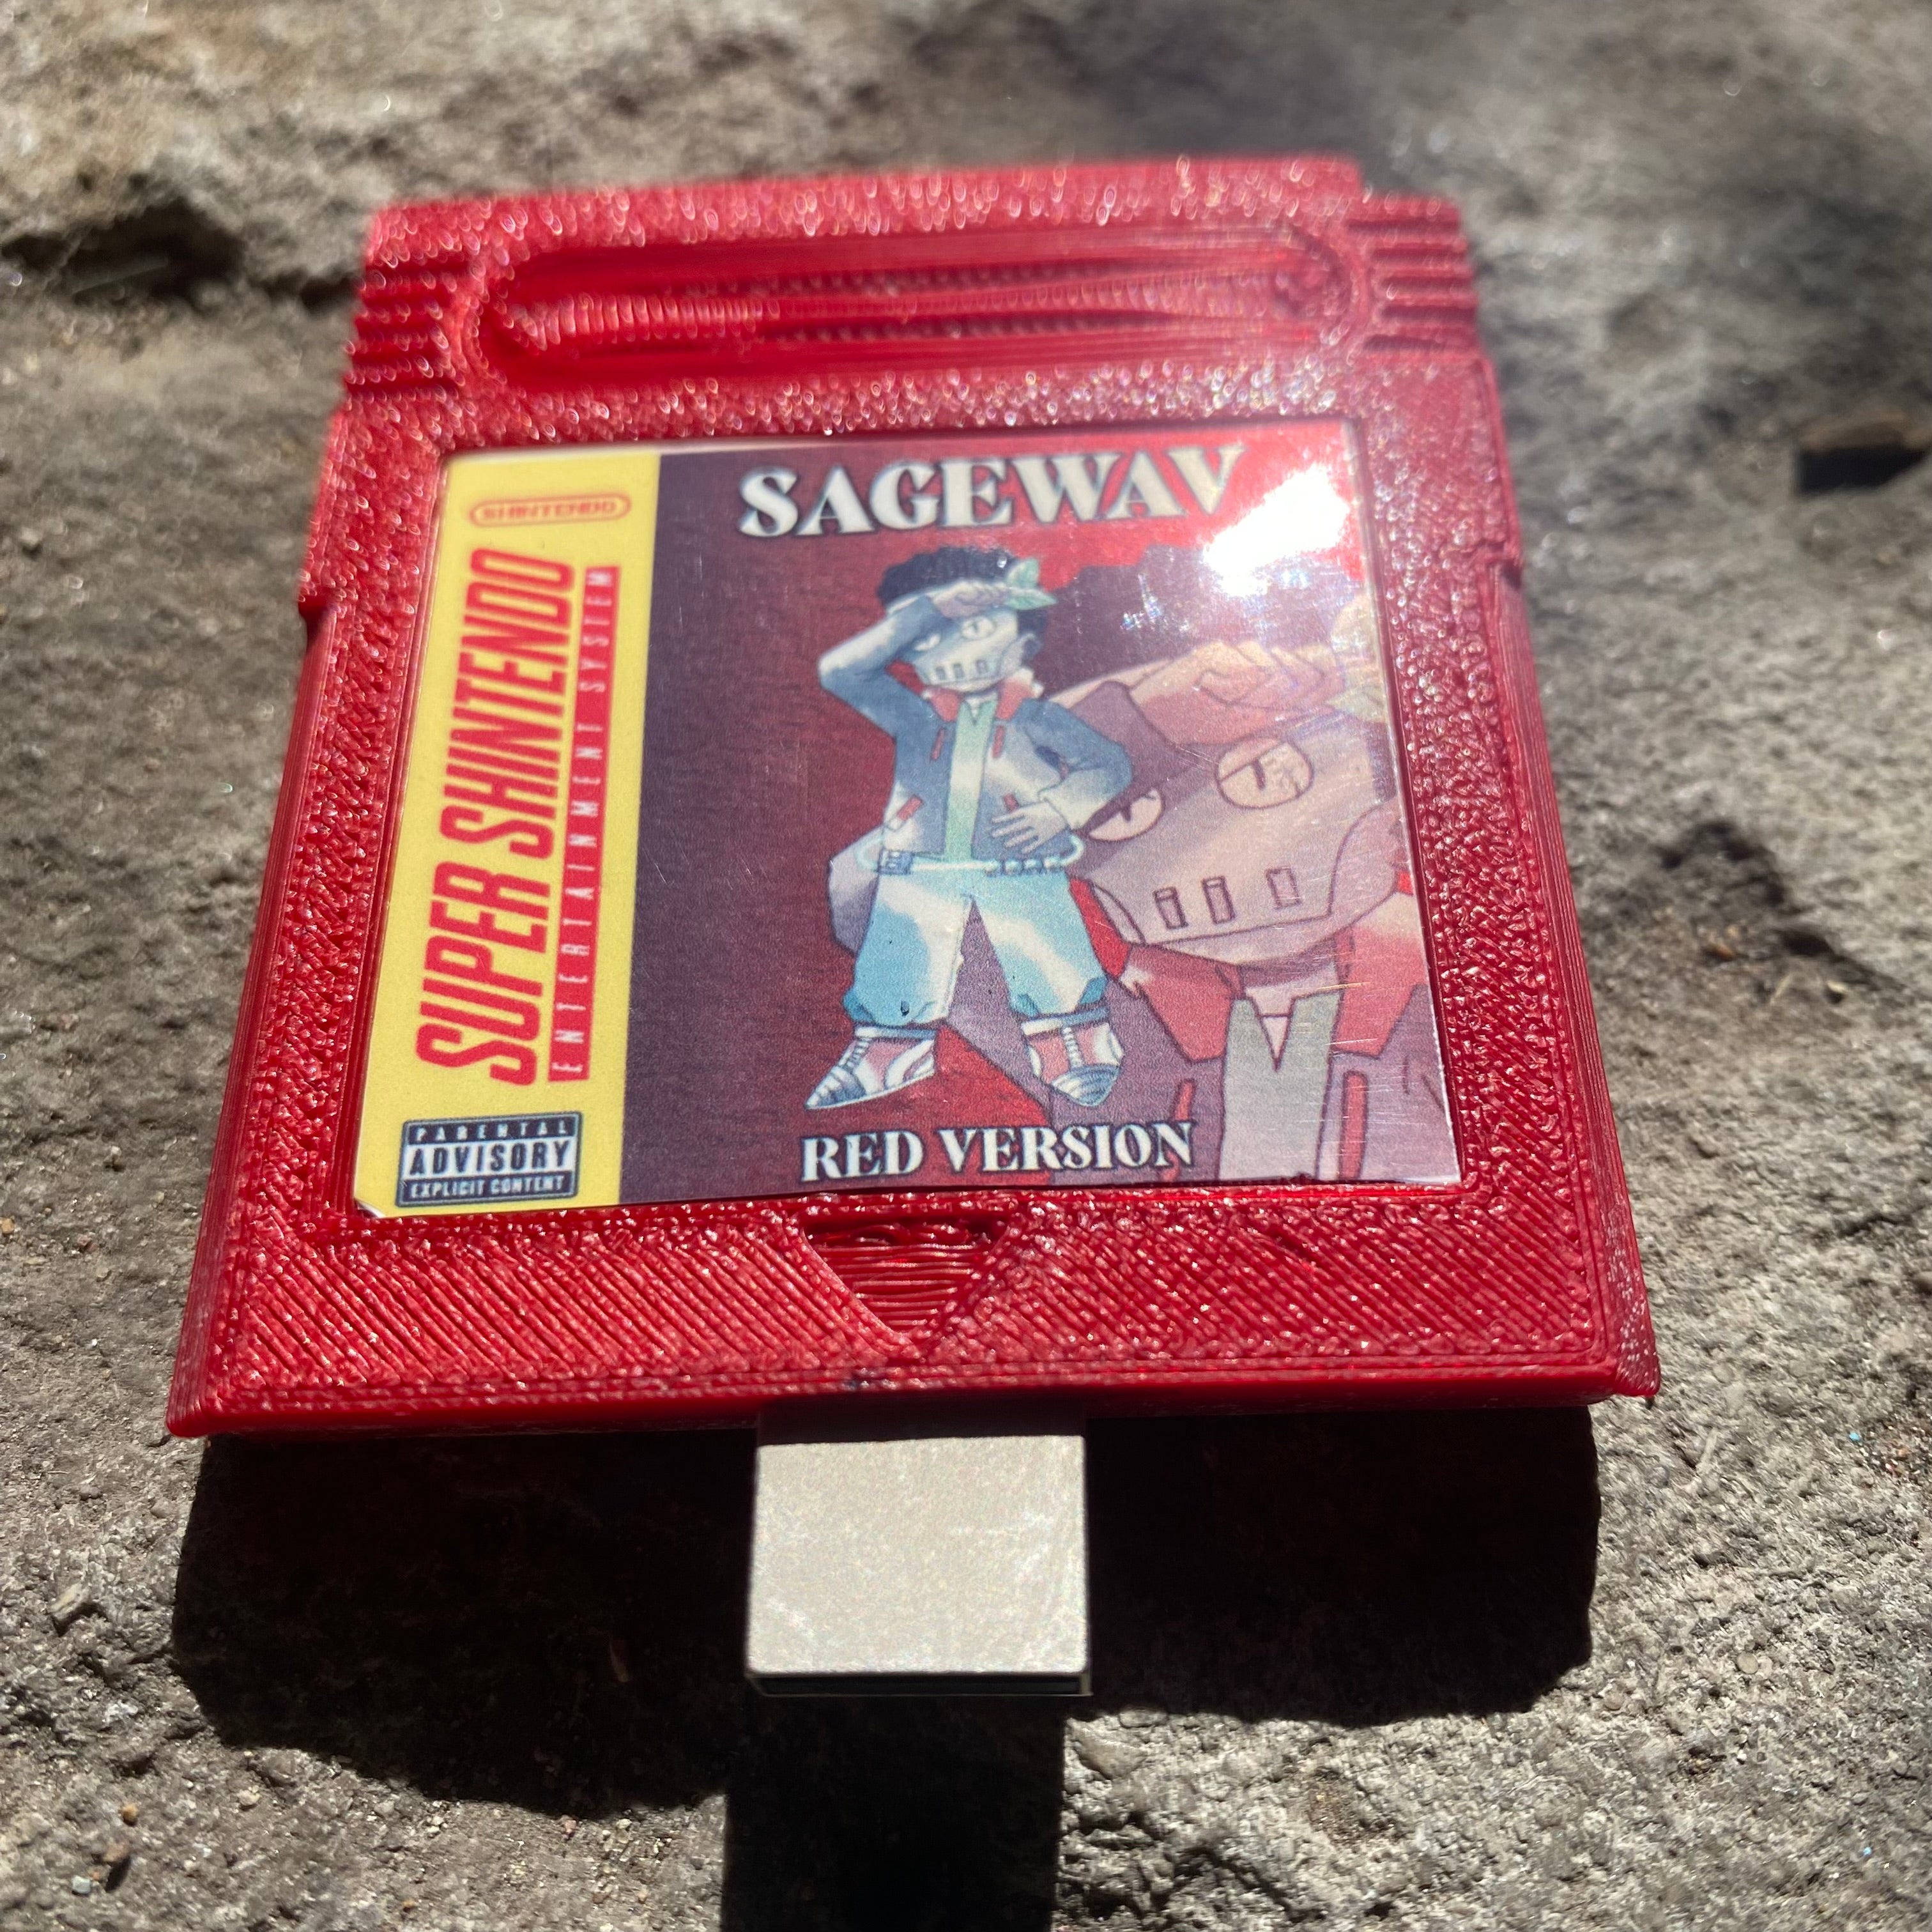 SHINTENDO
SUPER SHINTENDO
ENTERTAINMENT SYSTEM
PARENTAL
ADVISORY
EXPLICIT CONTENT
SAGEWAV
RED VERSION